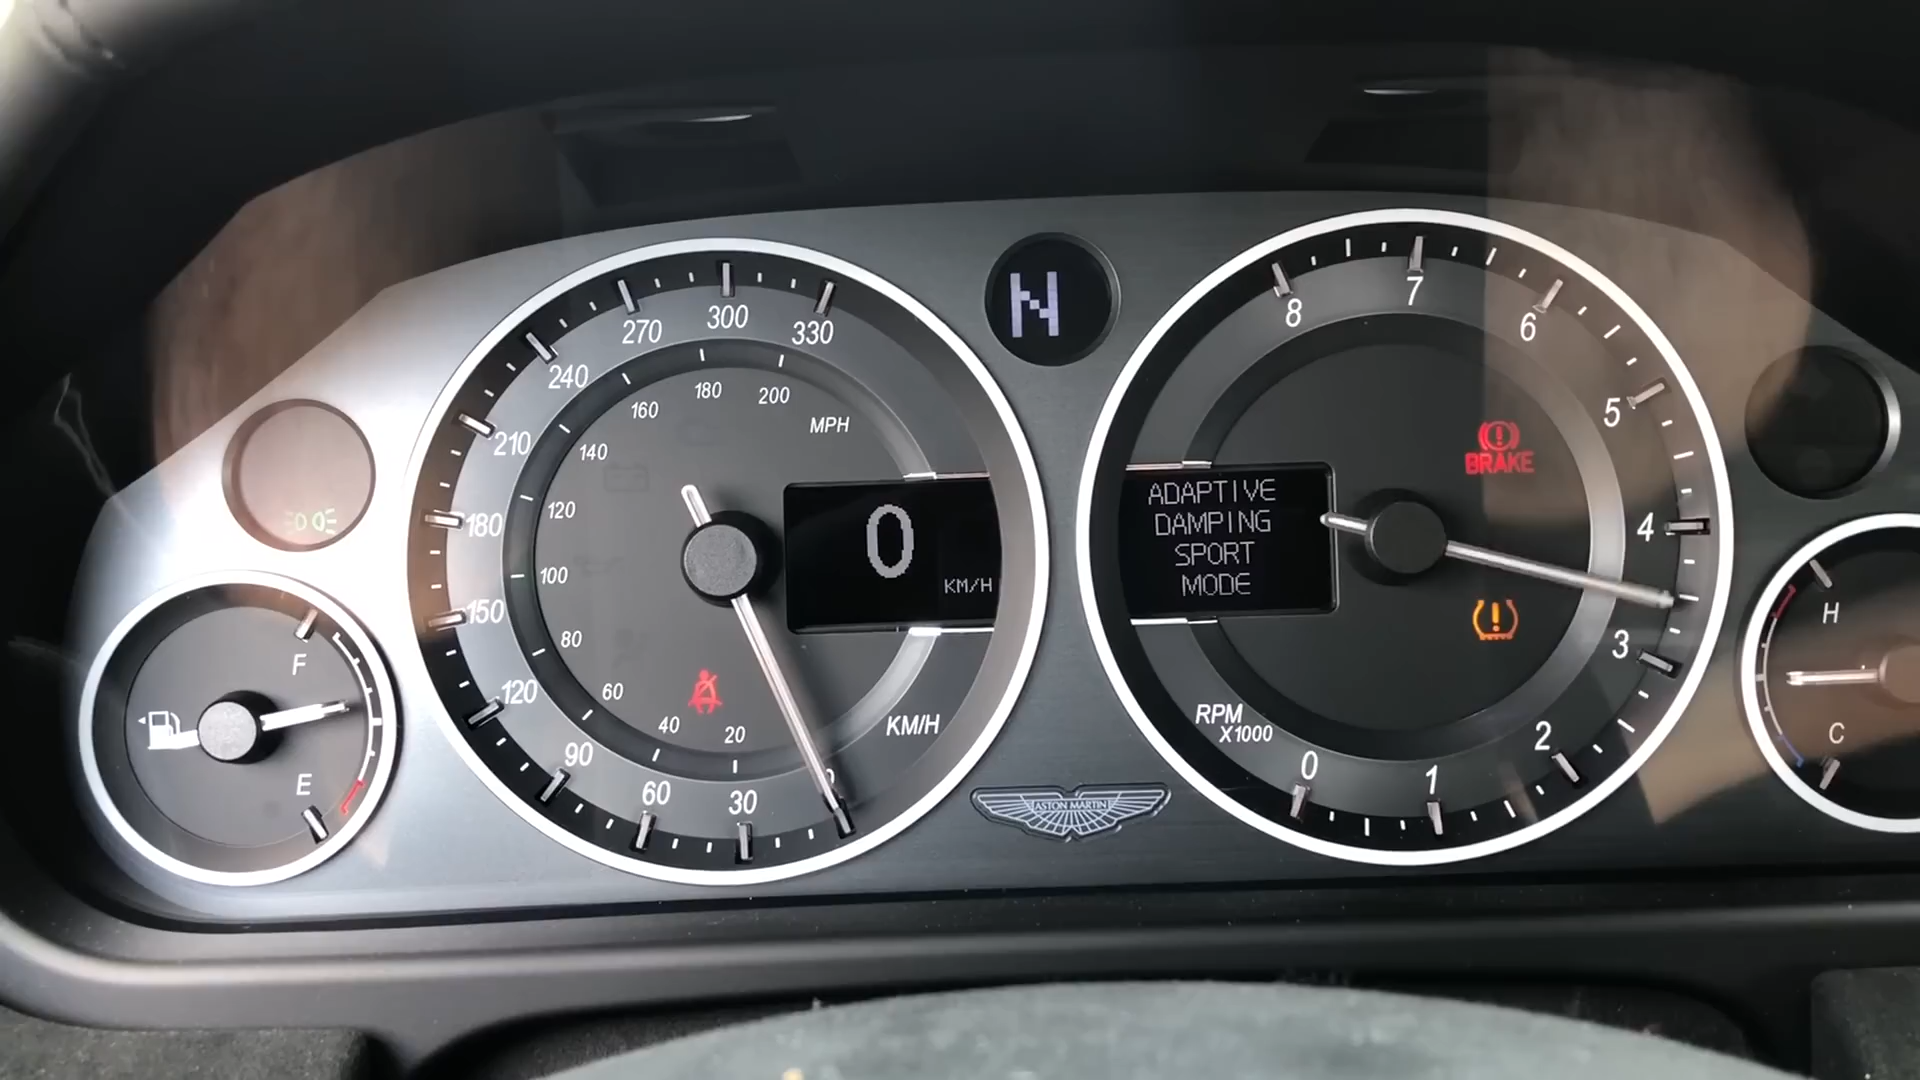 N
330
300
270
240
210
180
150
120
90
60
30
KM/H
200
180
160
140
120
100
80
60
40
20
MPH
0
KM/H
F
E
ASTON MARTIN
8
7
6
5
4
3
2
1
0
RPM
X1000
ADAPTIVE
DAMPING
SPORT
MODE
BRAKE
H
C